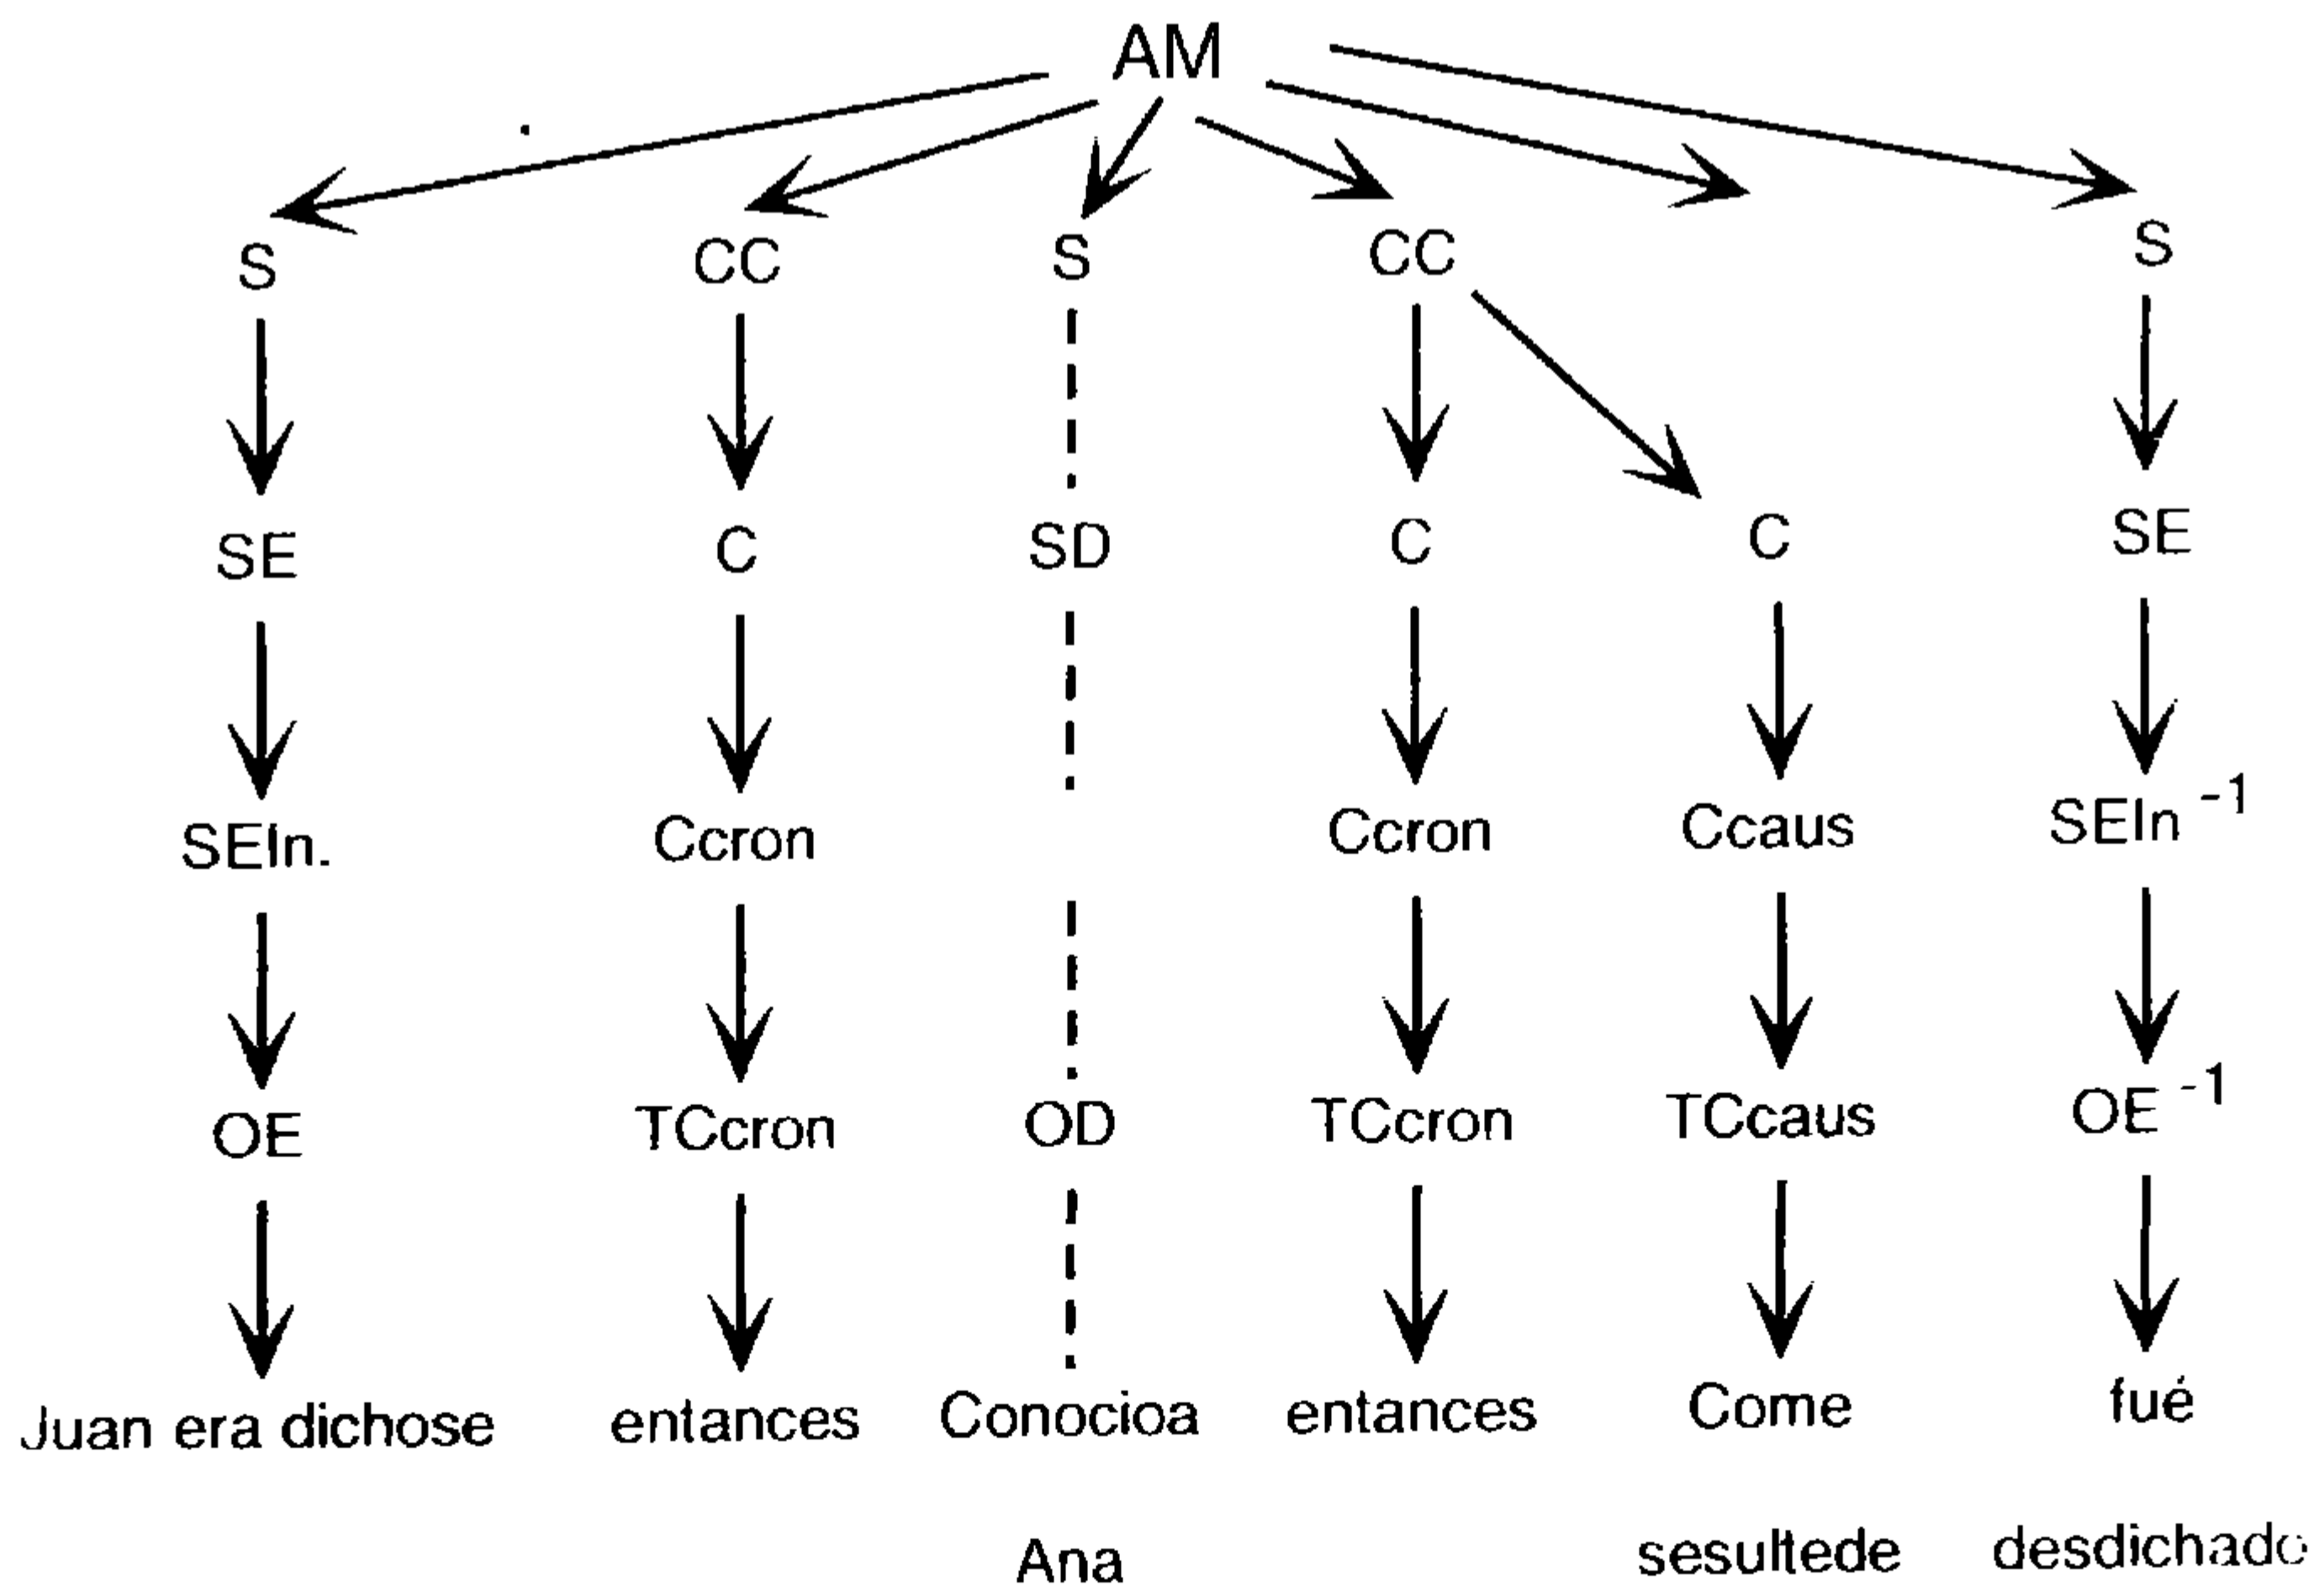 AM
S CC S CC S
SE C SD C C SE
SEIn. Ccron Ccron Ccaus SEIn -1
OE TCcron OD TCcron TCcaus OE -1
Juan era dichose entances Conocioa entances Come fué
Ana sesultede desdichado